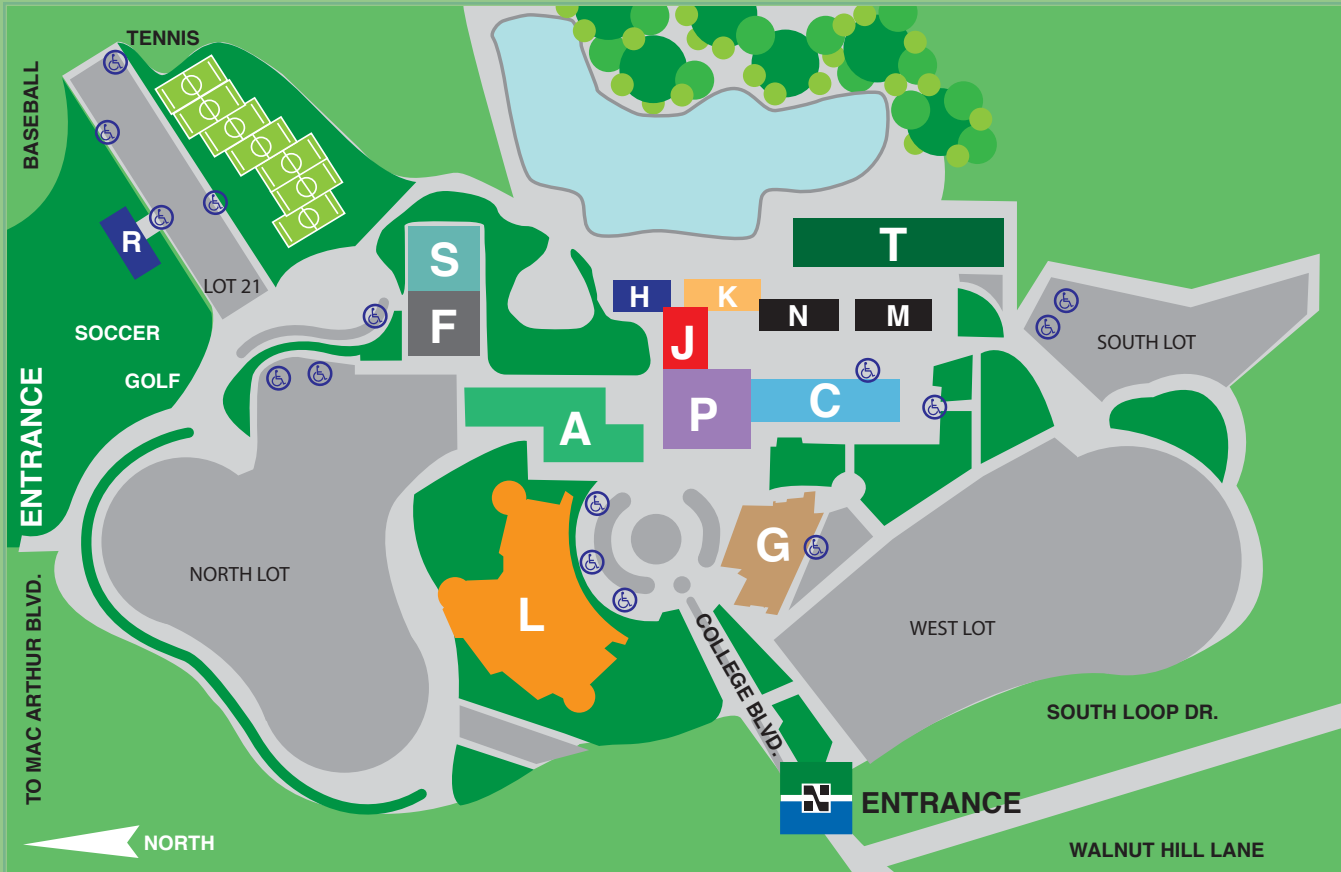 TENNIS
BASEBALL
R
LOT 21
S
F
T
H
K
N
M
J
SOCCER
GOLF
SOUTH LOT
P
C
A
ENTRANCE
G
NORTH LOT
L
WEST LOT
COLLEGE BLVD.
TO MAC ARTHUR BLVD.
SOUTH LOOP DR.
ENTRANCE
NORTH
WALNUT HILL LANE